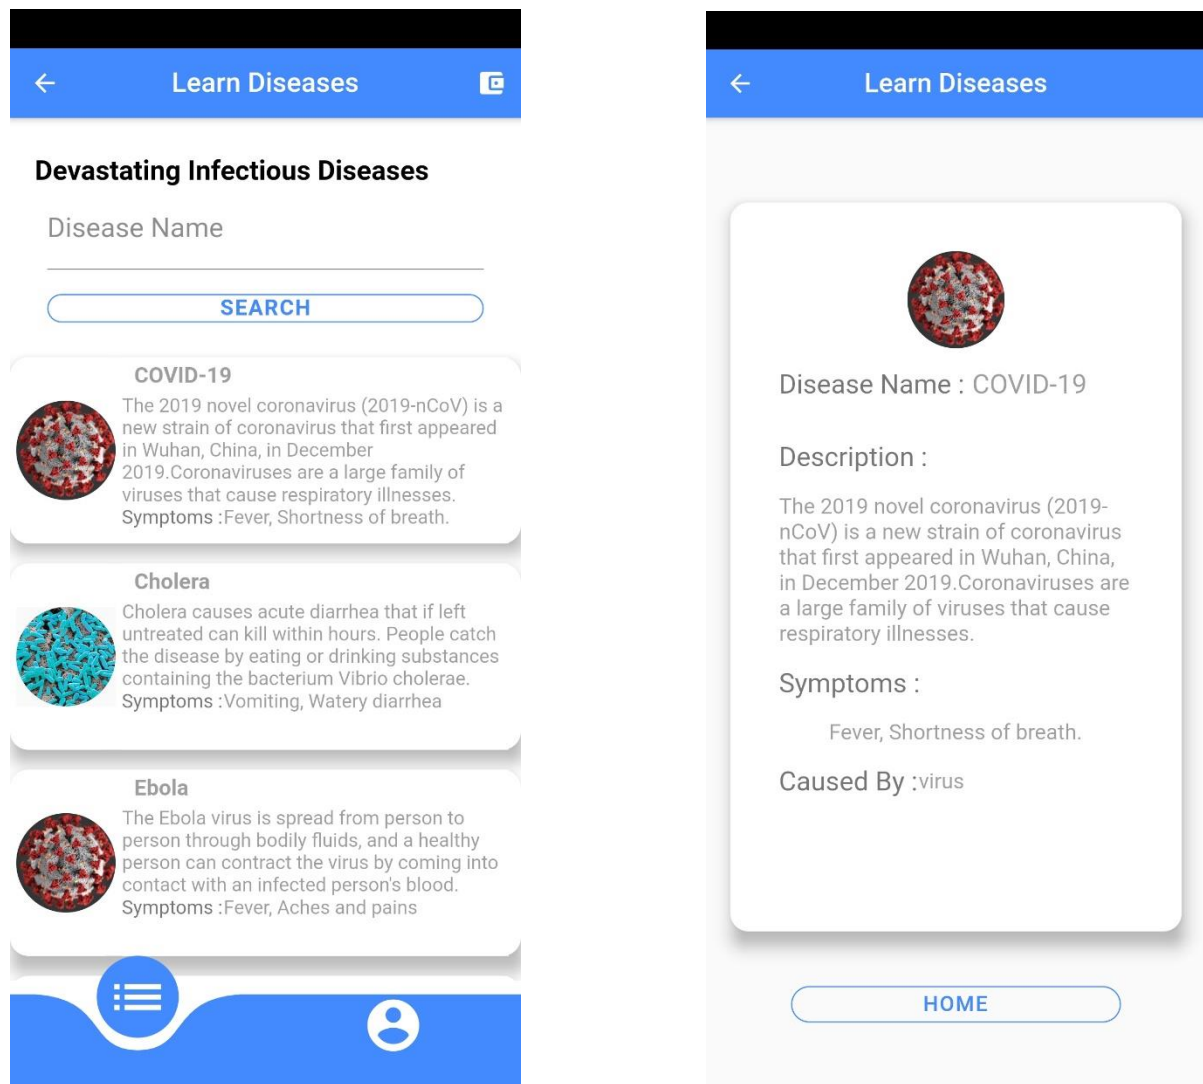 Learn Diseases
Devastating Infectious Diseases
Disease Name
SEARCH
COVID-19
The 2019 novel coronavirus (2019-nCoV) is a
new strain of coronavirus that first appeared
in Wuhan, China, in December
2019.Coronaviruses are a large family of
viruses that cause respiratory illnesses.
Symptoms :Fever, Shortness of breath.
Cholera
Cholera causes acute diarrhea that if left
untreated can kill within hours. People catch
the disease by eating or drinking substances
containing the bacterium Vibrio cholerae.
Symptoms :Vomiting, Watery diarrhea
Ebola
The Ebola virus is spread from person to
person through bodily fluids, and a healthy
person can contract the virus by coming into
contact with an infected person's blood.
Symptoms :Fever, Aches and pains
Learn Diseases
Disease Name : COVID-19
Description :
The 2019 novel coronavirus (2019-
nCoV) is a new strain of coronavirus
that first appeared in Wuhan, China,
in December 2019.Coronaviruses are
a large family of viruses that cause
respiratory illnesses.
Symptoms :
Fever, Shortness of breath.
Caused By :virus
HOME